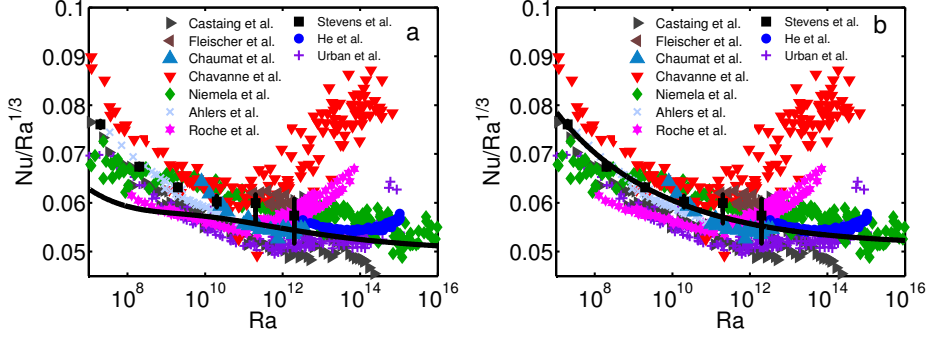 Castaing et al.
Fleischer et al.
Chaumat et al.
Chavanne et al.
Niemela et al.
Ahlers et al.
Roche et al.
Stevens et al.
He et al.
Urban et al.
a
0.1
0.09
0.08
0.07
0.06
0.05
Nu/Ra^{1/3}
10^8
10^{10}
10^{12}
10^{14}
10^{16}
Ra
Castaing et al.
Fleischer et al.
Chaumat et al.
Chavanne et al.
Niemela et al.
Ahlers et al.
Roche et al.
Stevens et al.
He et al.
Urban et al.
b
0.1
0.09
0.08
0.07
0.06
0.05
Nu/Ra^{1/3}
10^8
10^{10}
10^{12}
10^{14}
10^{16}
Ra